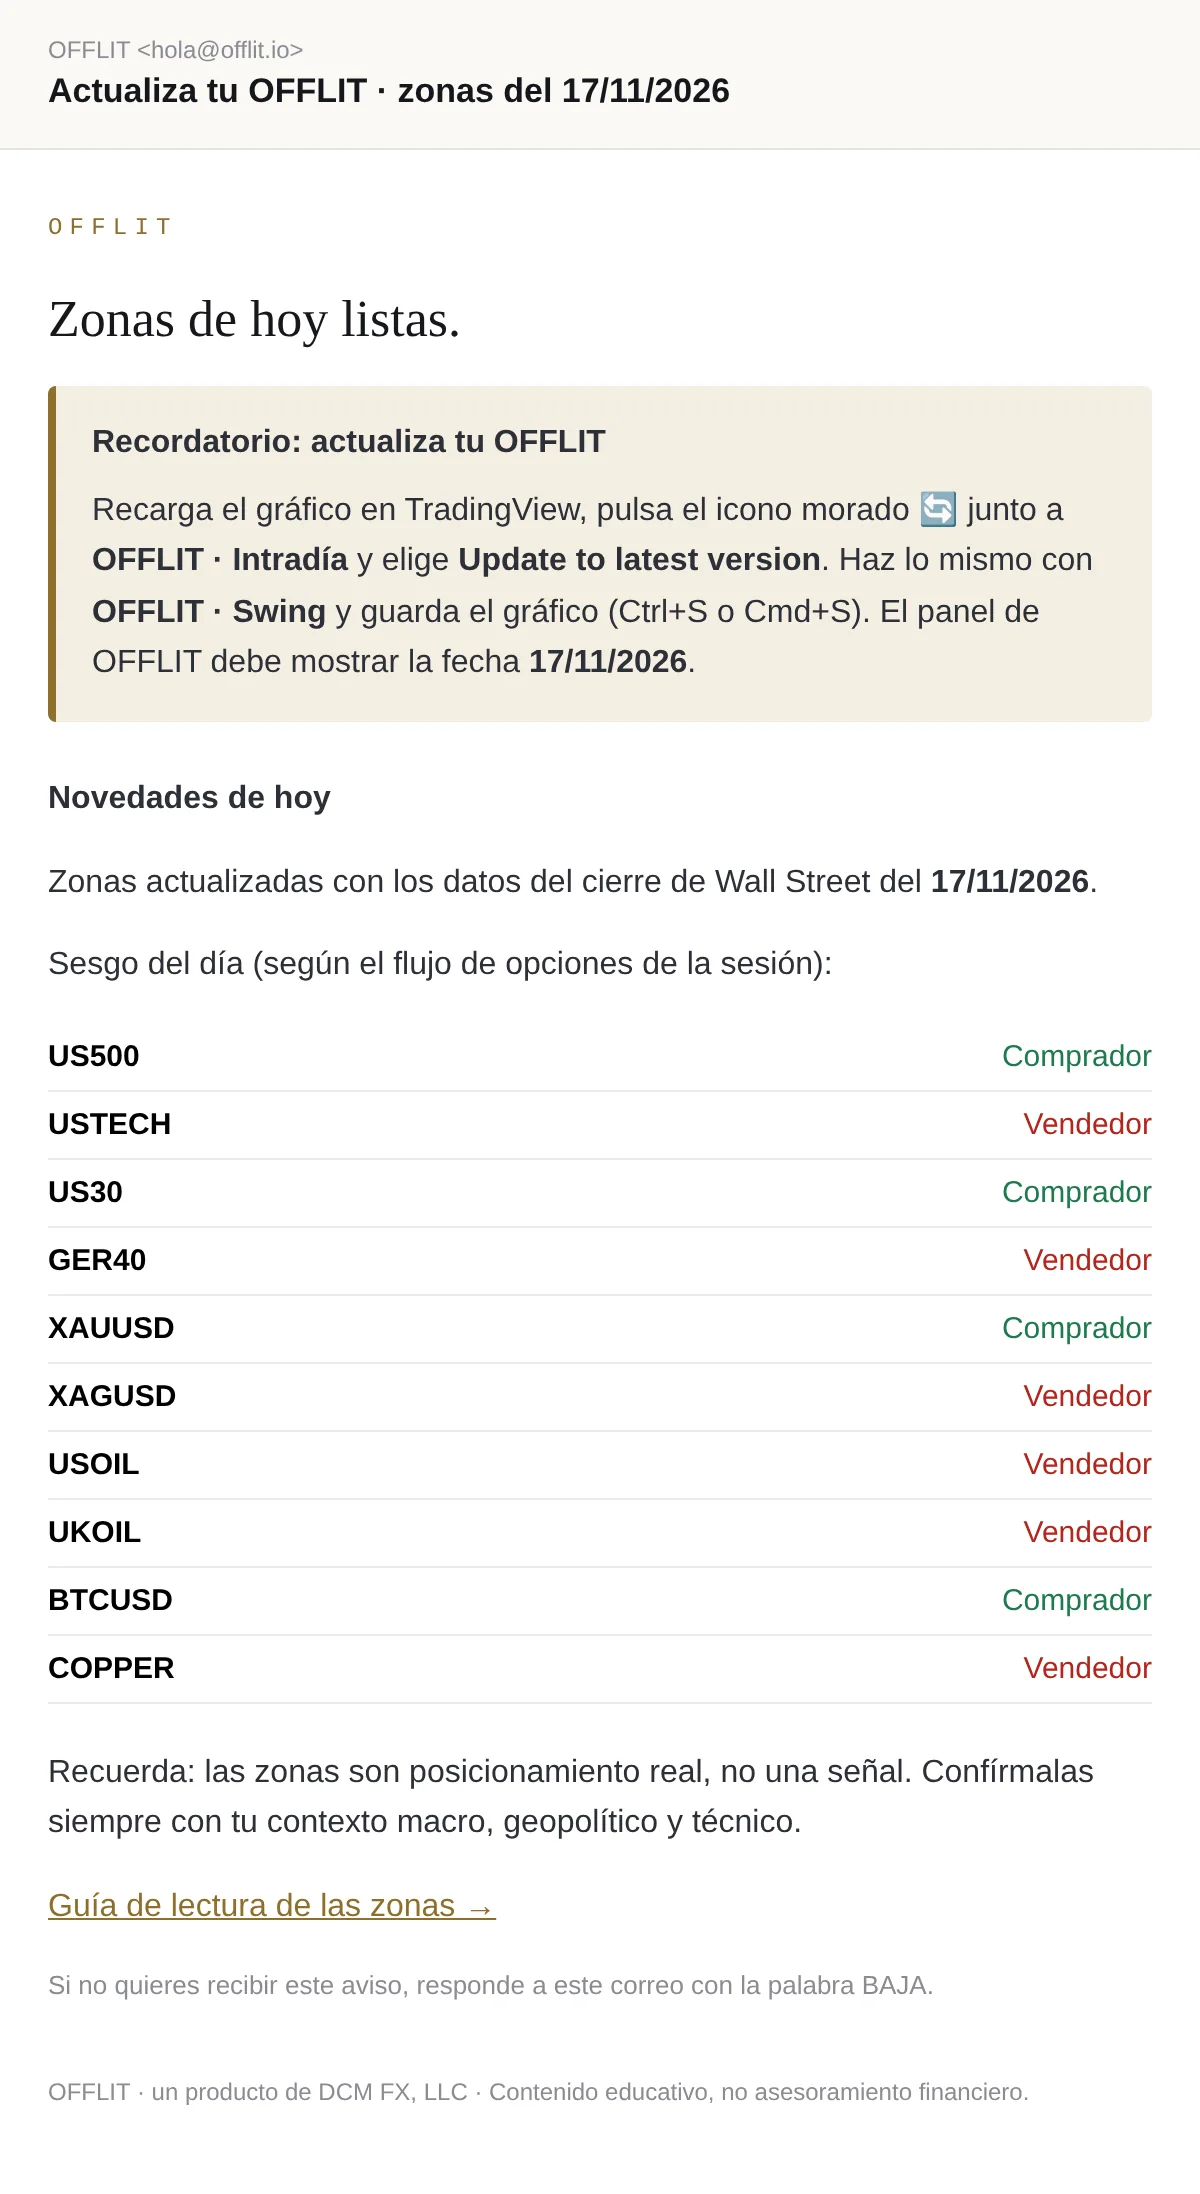 OFFLIT <hola@offlit.io>
Actualiza tu OFFLIT · zonas del 17/11/2026
OFFLIT
Zonas de hoy listas.
Recordatorio: actualiza tu OFFLIT
Recarga el gráfico en TradingView, pulsa el icono morado 🔄 junto a
OFFLIT · Intradía y elige Update to latest version. Haz lo mismo con
OFFLIT · Swing y guarda el gráfico (Ctrl+S o Cmd+S). El panel de
OFFLIT debe mostrar la fecha 17/11/2026.
Novedades de hoy
Zonas actualizadas con los datos del cierre de Wall Street del 17/11/2026.
Sesgo del día (según el flujo de opciones de la sesión):
US500 Comprador
USTECH Vendedor
US30 Comprador
GER40 Vendedor
XAUUSD Comprador
XAGUSD Vendedor
USOIL Vendedor
UKOIL Vendedor
BTCUSD Comprador
COPPER Vendedor
Recuerda: las zonas son posicionamiento real, no una señal. Confírmalas
siempre con tu contexto macro, geopolítico y técnico.
Guía de lectura de las zonas →
Si no quieres recibir este aviso, responde a este correo con la palabra BAJA.
OFFLIT · un producto de DCM FX, LLC · Contenido educativo, no asesoramiento financiero.